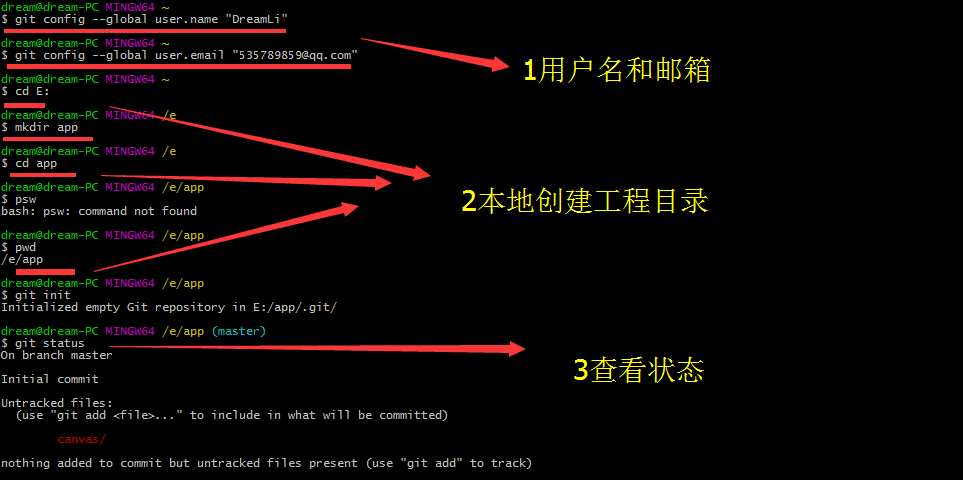 dream@dream-PC MINGW64 ~
$ git config --global user.name "DreamLi"
dream@dream-PC MINGW64 ~
$ git config --global user.email "535789859@qq.com"
1用户名和邮箱
dream@dream-PC MINGW64 ~
$ cd E:
dream@dream-PC MINGW64 /e
$ mkdir app
dream@dream-PC MINGW64 /e
$ cd app
dream@dream-PC MINGW64 /e/app
$ psw
2本地创建工程目录
bash: psw: command not found
dream@dream-PC MINGW64 /e/app
$ pwd
/e/app
dream@dream-PC MINGW64 /e/app
$ git init
Initialized empty Git repository in E:/app/.git/
dream@dream-PC MINGW64 /e/app (master)
$ git status
On branch master
3查看状态
Initial commit
Untracked files:
(use "git add <file>..." to include in what will be committed)
canvas/
nothing added to commit but untracked files present (use "git add" to track)